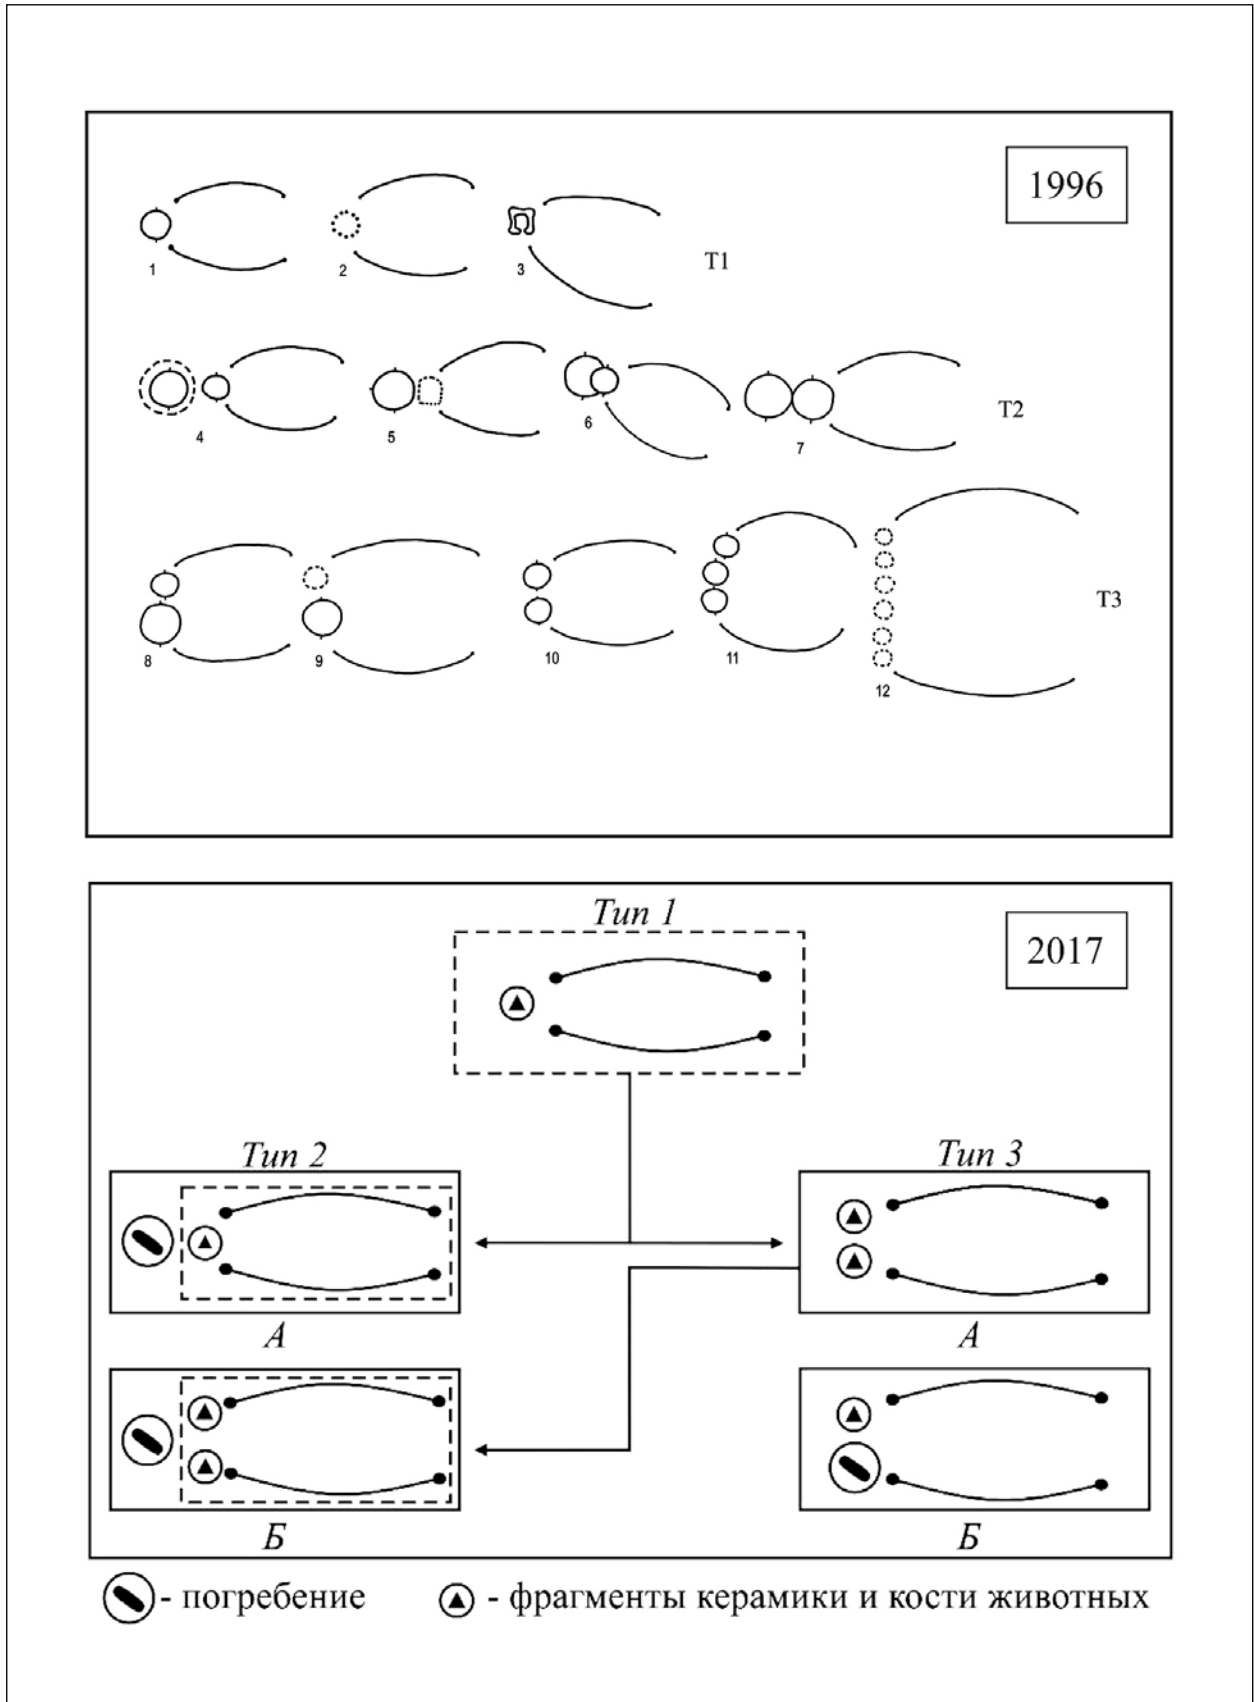 1996
1 2 3 T1
4 5 6 7 T2
8 9 10 11 12 T3
Тип 1
2017
Тип 2 Тип 3
А А
Б Б
- погребение - фрагменты керамики и кости животных